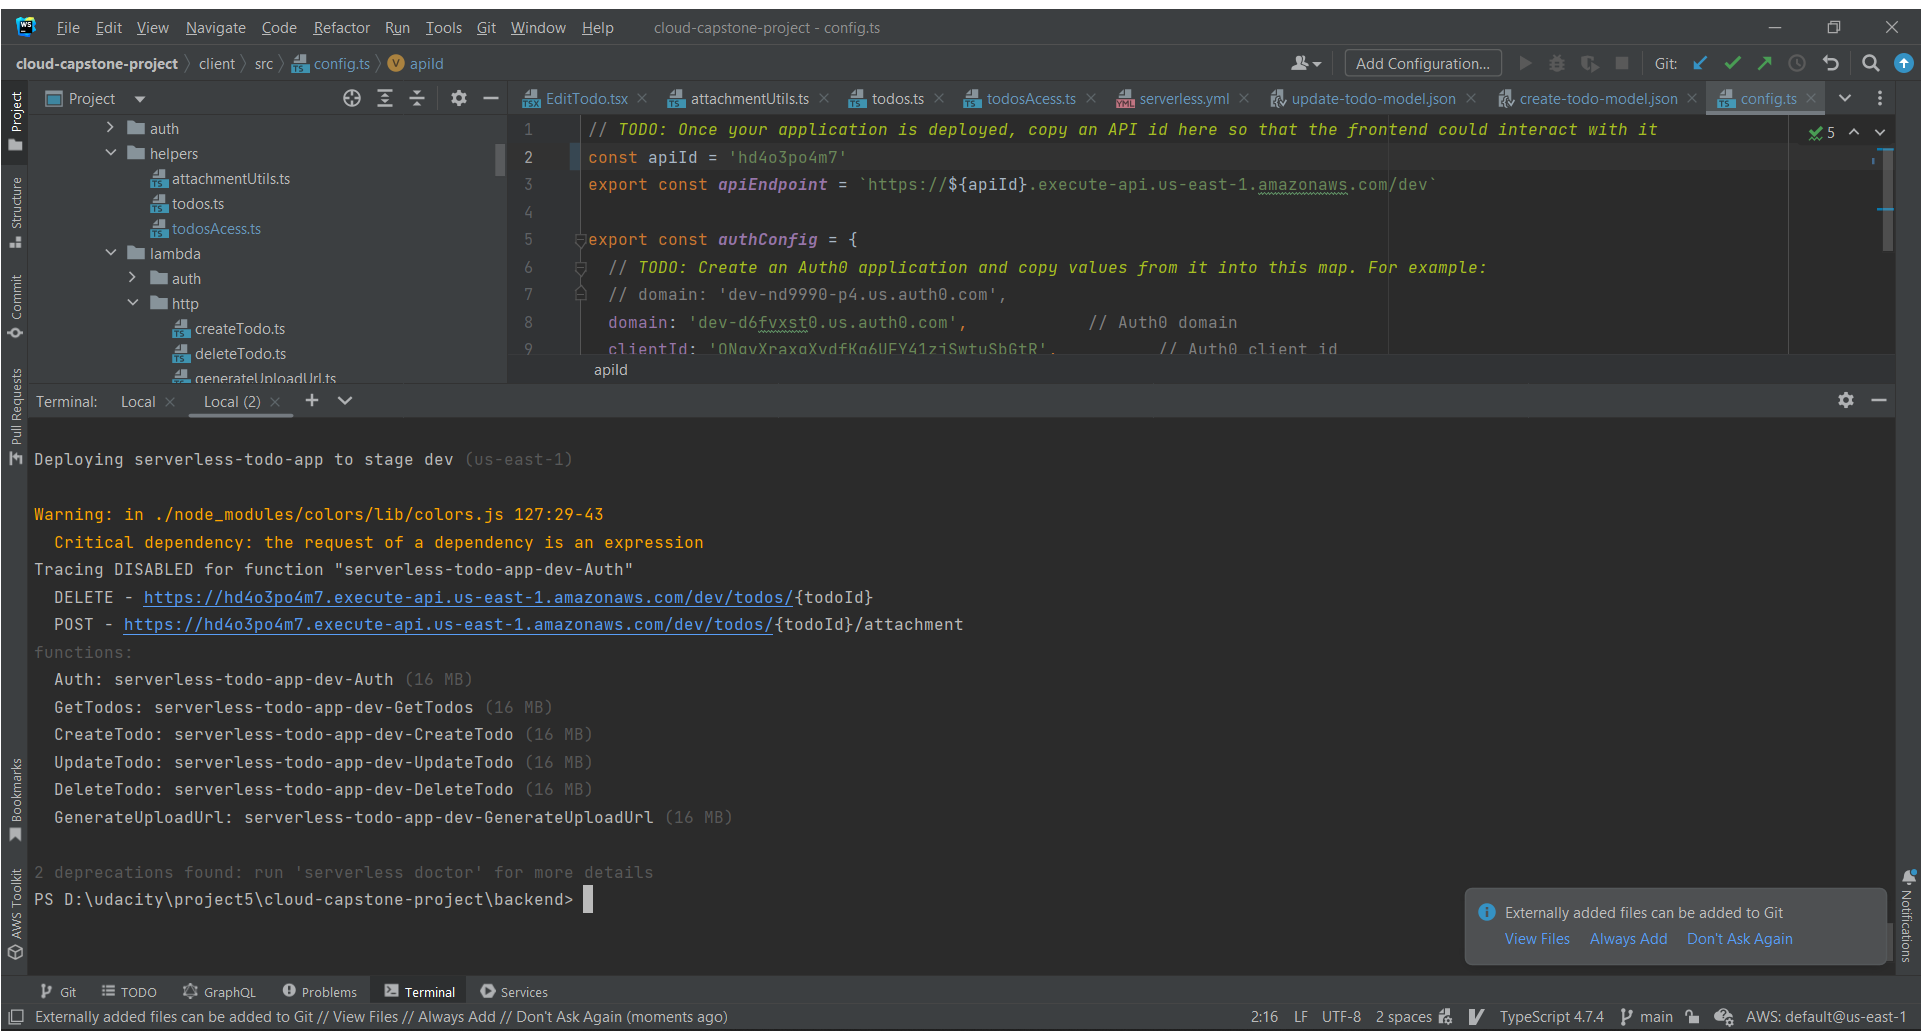 File Edit View Navigate Code Refactor Run Tools Git Window Help cloud-capstone-project - config.ts
cloud-capstone-project client src config.ts V apiId Add Configuration... Git:
Project
EditTodo.tsx attachmentUtils.ts todos.ts todosAcess.ts serverless.yml update-todo-model.json create-todo-model.json config.ts
auth
helpers
attachmentUtils.ts
todos.ts
todosAcess.ts
lambda
auth
http
createTodo.ts
deleteTodo.ts
generateUploadUrl.ts
1 // TODO: Once your application is deployed, copy an API id here so that the frontend could interact with it
2 const apiId = 'hd4o3po4m7'
3 export const apiEndpoint = `https://${apiId}.execute-api.us-east-1.amazonaws.com/dev`
4
5 export const authConfig = {
6 // TODO: Create an Auth0 application and copy values from it into this map. For example:
7 // domain: 'dev-nd9990-p4.us.auth0.com',
8 domain: 'dev-d6fvxst0.us.auth0.com', // Auth0 domain
9 clientId: // Auth0 client id
5
apiId
Project
Structure
Commit
Pull Requests
Bookmarks
AWS Toolkit
Notifications
Terminal: Local Local (2)
Deploying serverless-todo-app to stage dev (us-east-1)
Warning: in ./node_modules/colors/lib/colors.js 127:29-43
Critical dependency: the request of a dependency is an expression
Tracing DISABLED for function "serverless-todo-app-dev-Auth"
DELETE - https://hd4o3po4m7.execute-api.us-east-1.amazonaws.com/dev/todos/{todoId}
POST - https://hd4o3po4m7.execute-api.us-east-1.amazonaws.com/dev/todos/{todoId}/attachment
functions:
Auth: serverless-todo-app-dev-Auth (16 MB)
GetTodos: serverless-todo-app-dev-GetTodos (16 MB)
CreateTodo: serverless-todo-app-dev-CreateTodo (16 MB)
UpdateTodo: serverless-todo-app-dev-UpdateTodo (16 MB)
DeleteTodo: serverless-todo-app-dev-DeleteTodo (16 MB)
GenerateUploadUrl: serverless-todo-app-dev-GenerateUploadUrl (16 MB)
2 deprecations found: run 'serverless doctor' for more details
PS D:\udacity\project5\cloud-capstone-project\backend>
Externally added files can be added to Git
View Files Always Add Don't Ask Again
Git TODO GraphQL Problems Terminal Services
Externally added files can be added to Git // View Files // Always Add // Don't Ask Again (moments ago) 2:16 LF UTF-8 2 spaces TypeScript 4.7.4 main AWS: default@us-east-1